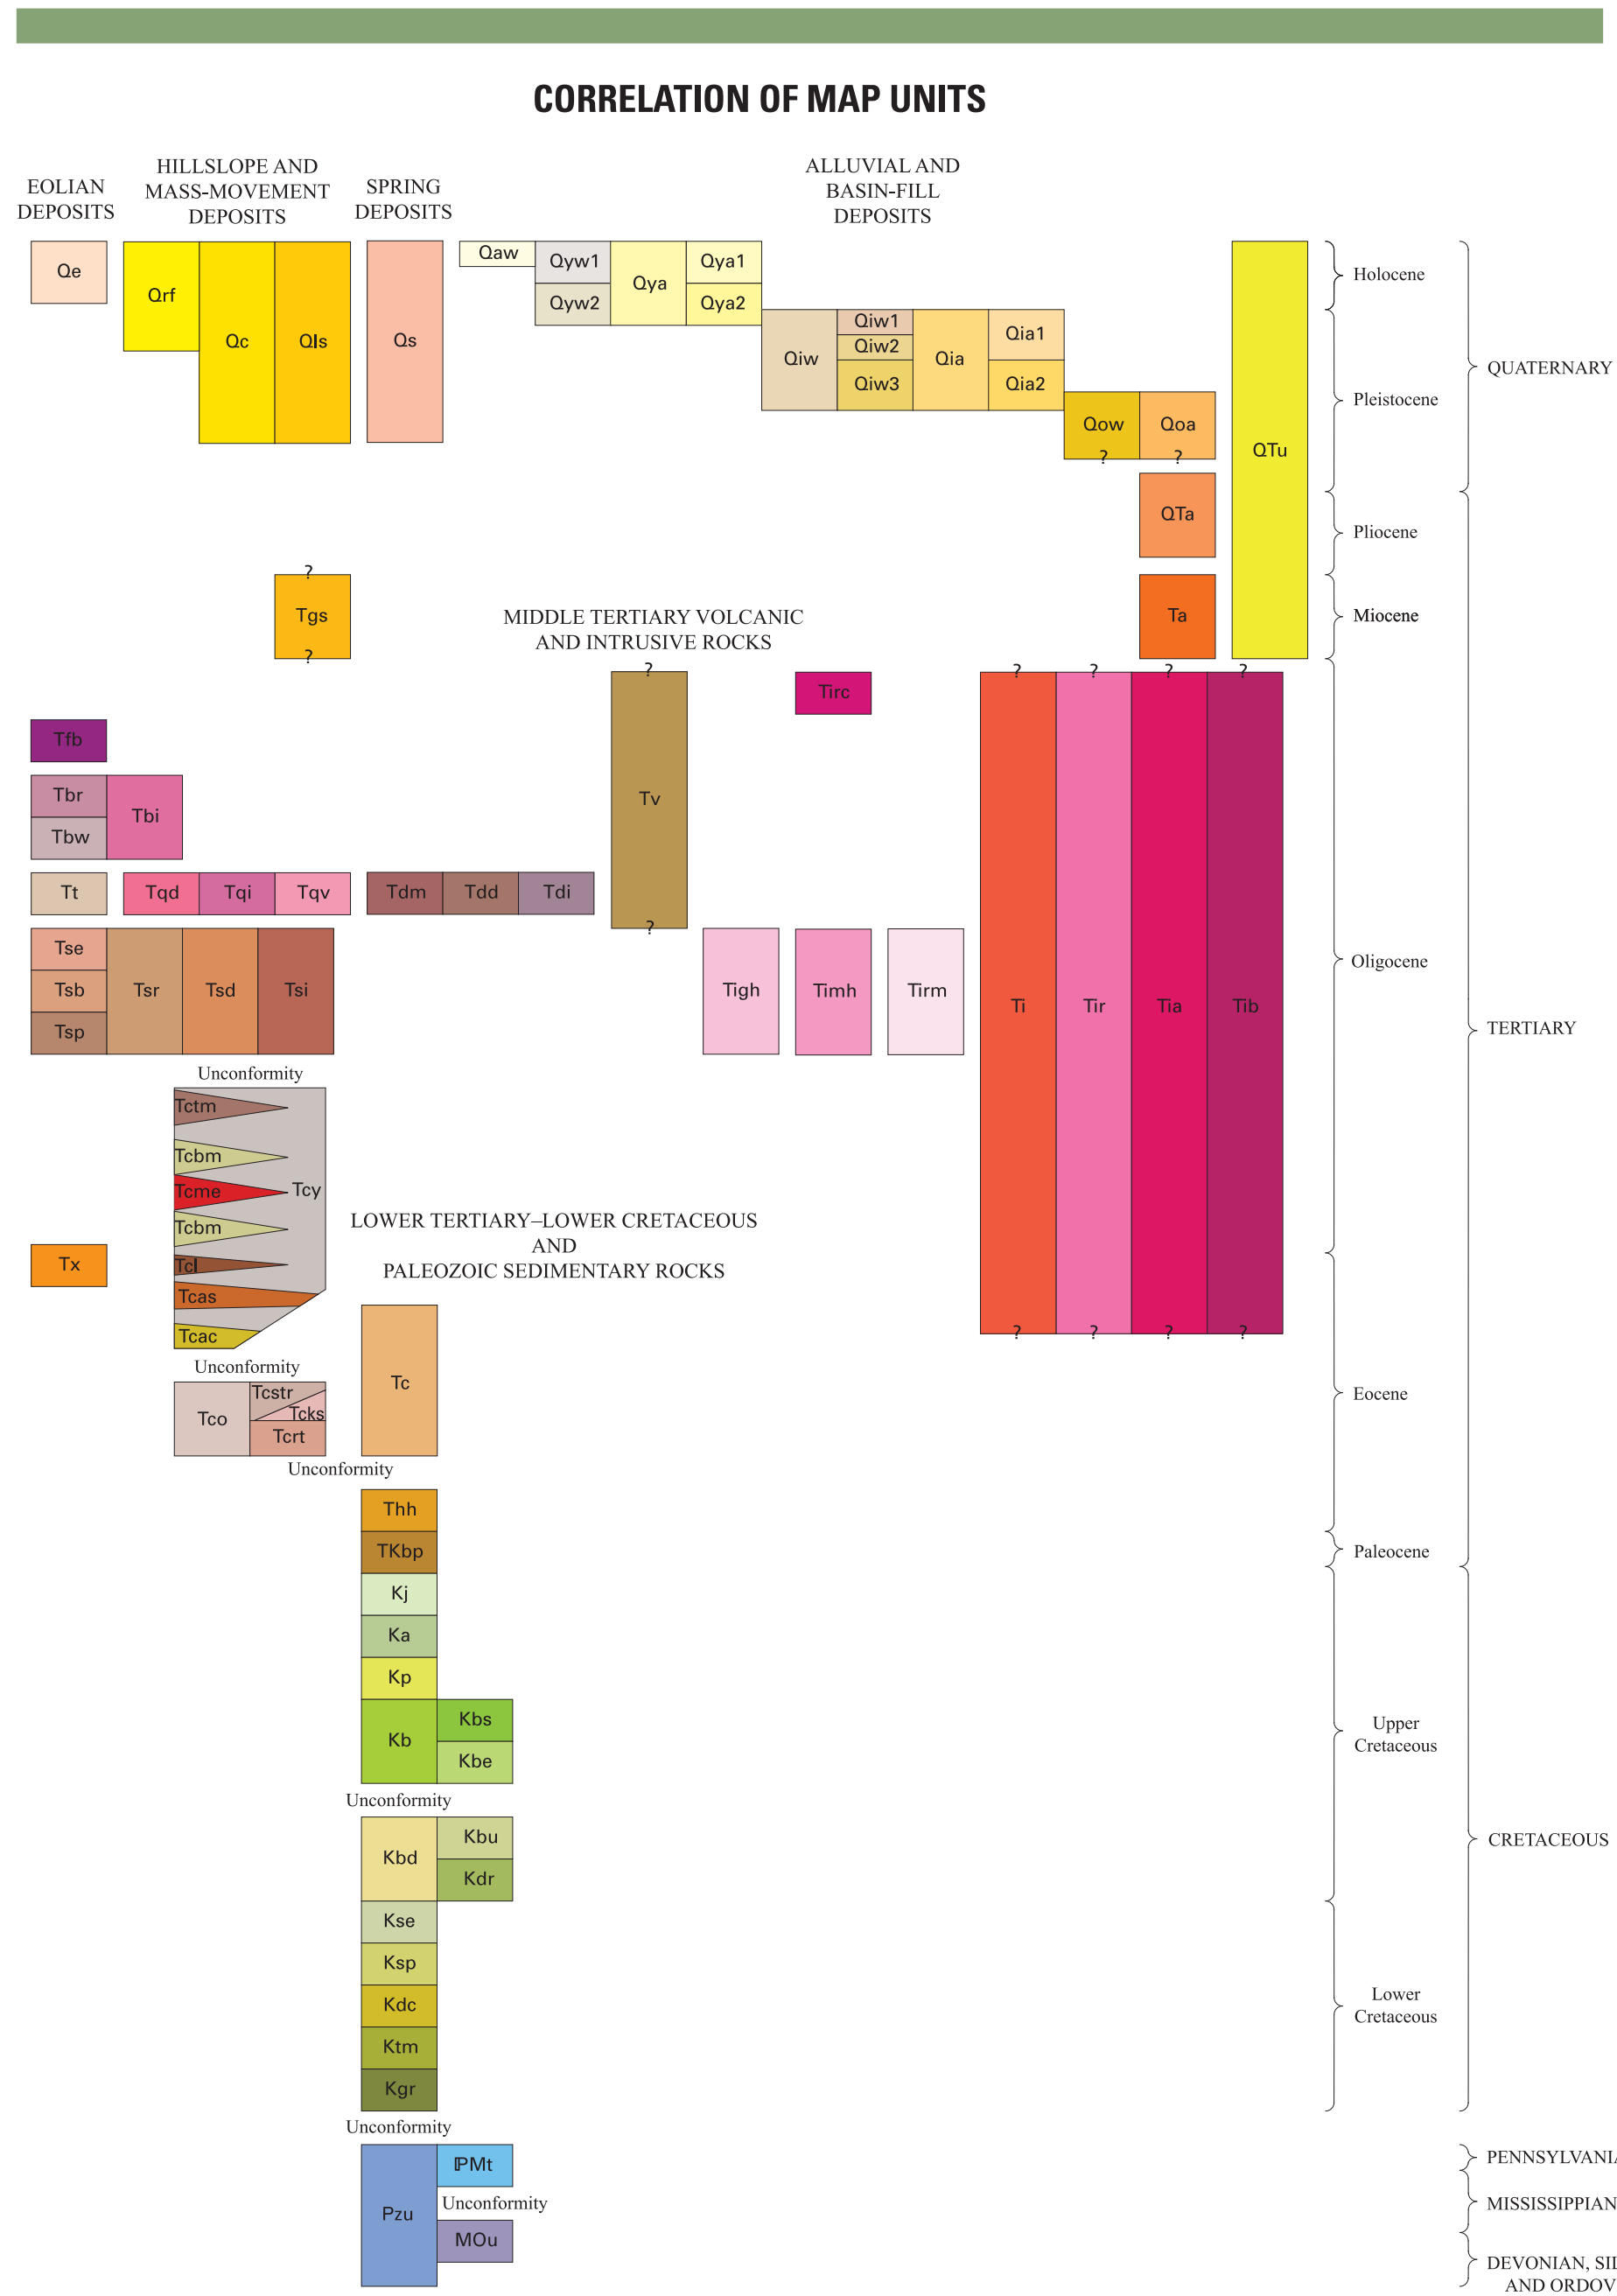 CORRELATION OF MAP UNITS
EOLIAN
DEPOSITS
HILLSLOPE AND
MASS-MOVEMENT
DEPOSITS
SPRING
DEPOSITS
ALLUVIAL AND
BASIN-FILL
DEPOSITS
Qe
Qrf
Qc
Qls
Qs
Qaw
Qyw1
Qyw2
Qya
Qya1
Qya2
Qiw
Qiw1
Qiw2
Qiw3
Qia
Qia1
Qia2
Qow
?
Qoa
?
QTu
QTa
Ta
Holocene
Pleistocene
Pliocene
Miocene
QUATERNARY
?
Tgs
?
MIDDLE TERTIARY VOLCANIC
AND INTRUSIVE ROCKS
?
Tv
?
Tirc
Tfb
Tbr
Tbw
Tbi
Tt
Tqd
Tqi
Tqv
Tdm
Tdd
Tdi
Tse
Tsb
Tsp
Tsr
Tsd
Tsi
Tigh
Timh
Tirm
?
?
?
?
Ti
Tir
Tia
Tib
?
?
?
?
Oligocene
TERTIARY
Unconformity
Tctm
Tcbm
Tcme
Tcy
Tcbm
Tcl
Tcas
Tcac
Tx
LOWER TERTIARY–LOWER CRETACEOUS
AND
PALEOZOIC SEDIMENTARY ROCKS
Unconformity
Tco
Tcstr
Tcks
Tcrt
Tc
Eocene
Unconformity
Thh
TKbp
Paleocene
Kj
Ka
Kp
Kb
Kbs
Kbe
Upper
Cretaceous
Unconformity
Kbd
Kbu
Kdr
CRETACEOUS
Kse
Ksp
Kdc
Ktm
Kgr
Lower
Cretaceous
Unconformity
Pzu
ℙMt
Unconformity
MOu
PENNSYLVANIA
MISSISSIPPIAN
DEVONIAN, SIL
AND ORDOV